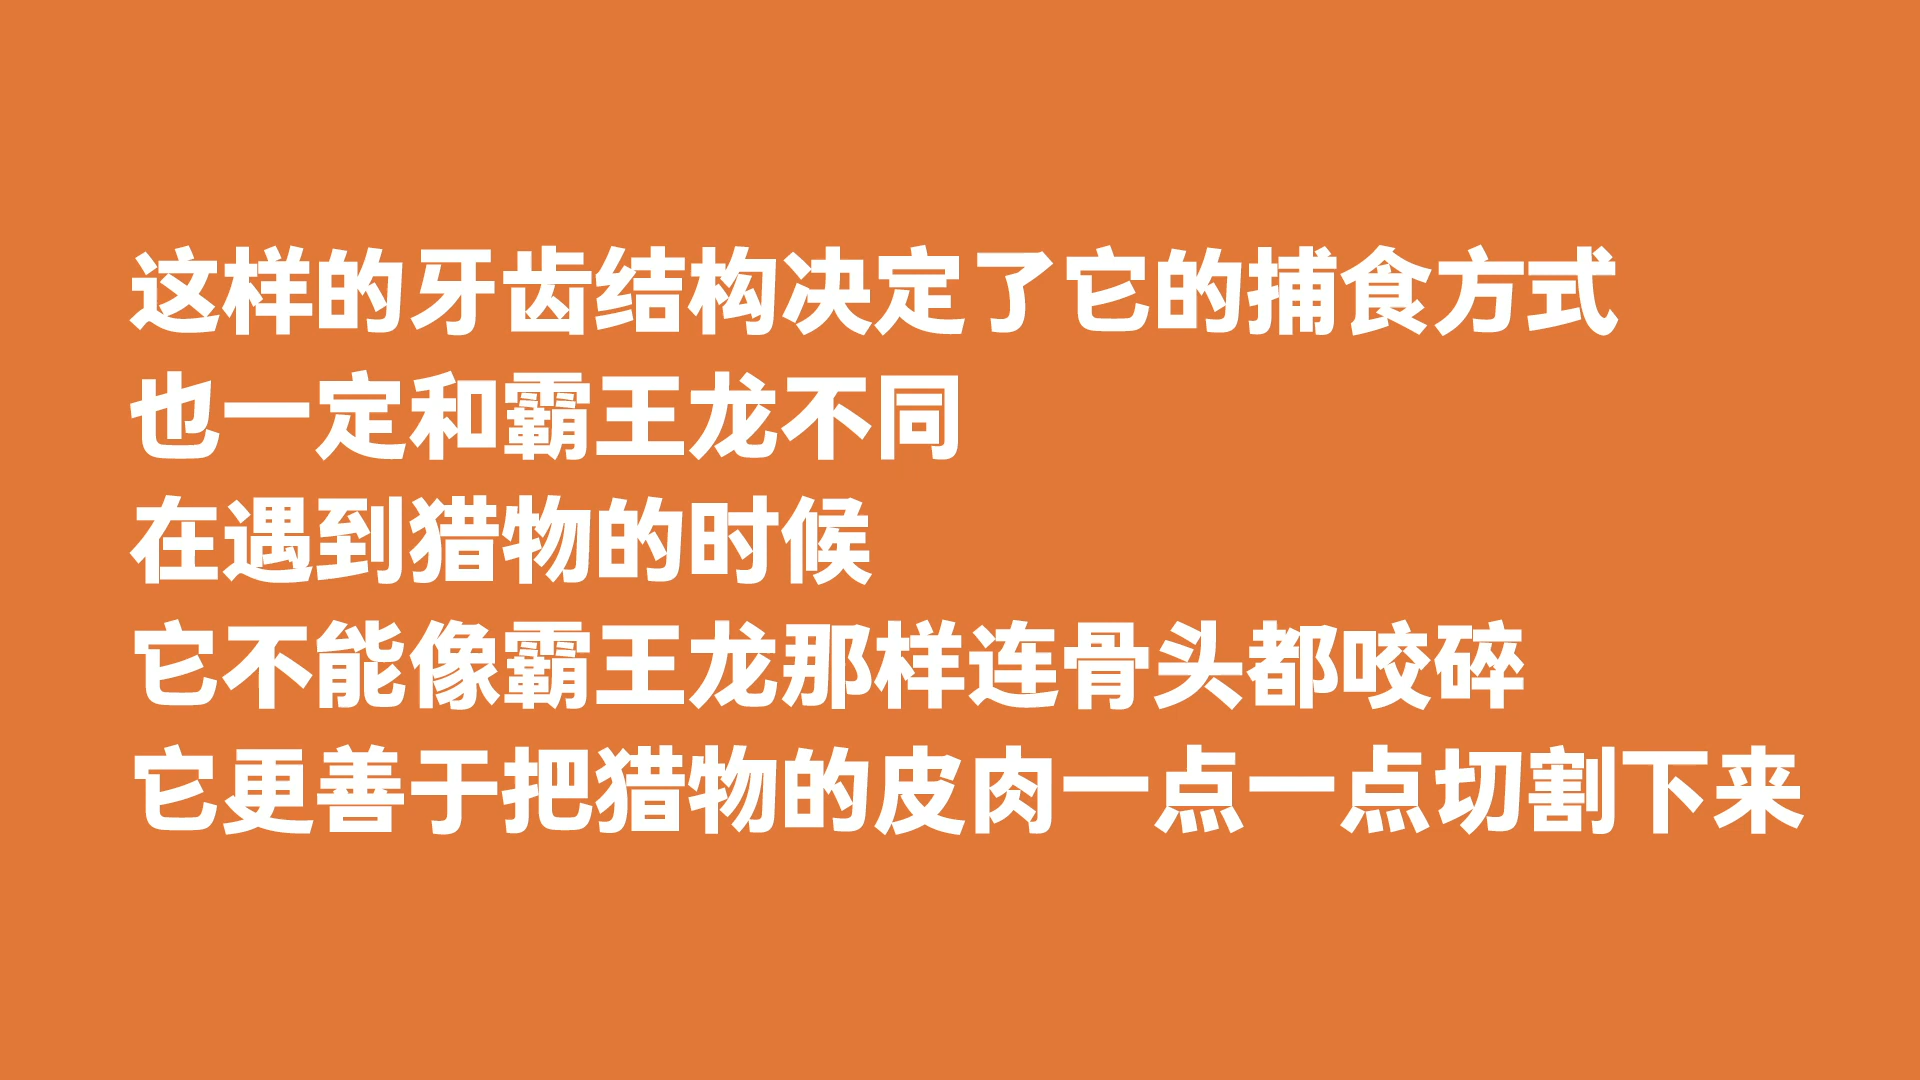 这样的牙齿结构决定了它的捕食方式
也一定和霸王龙不同
在遇到猎物的时候
它不能像霸王龙那样连骨头都咬碎
它更善于把猎物的皮肉一点一点切割下来